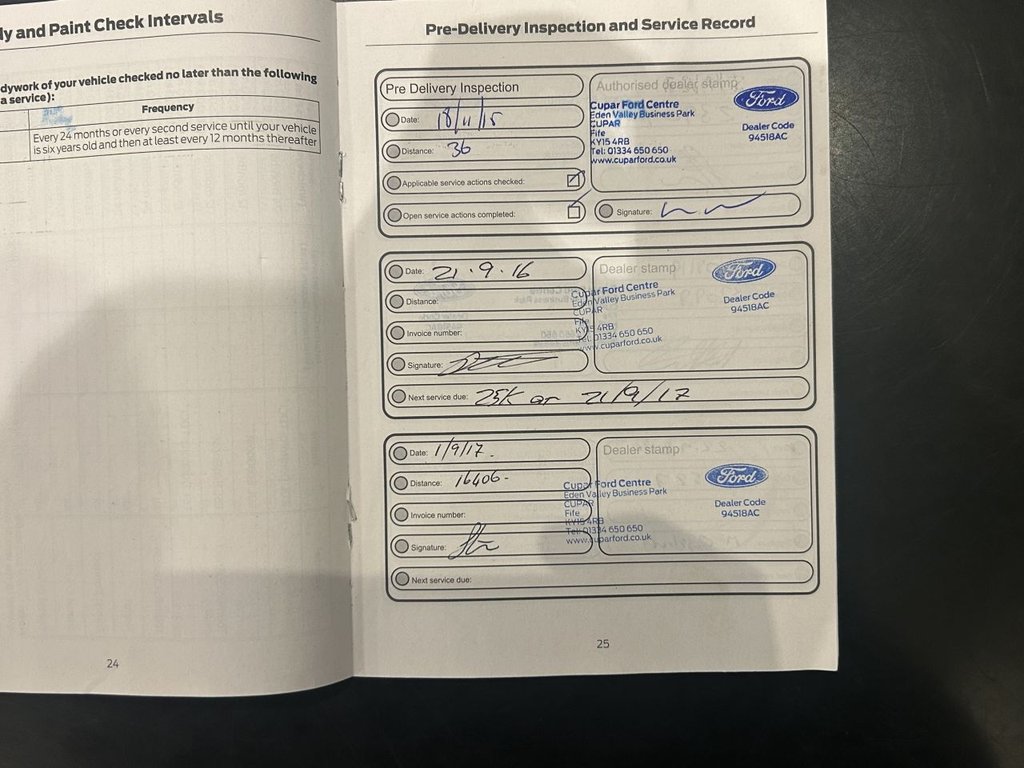 ly and Paint Check Intervals
dywork of your vehicle checked no later than the following
a service):
Frequency
Every 24 months or every second service until your vehicle
is six years old and then at least every 12 months thereafter
24
Pre-Delivery Inspection and Service Record
Pre Delivery Inspection
Date: 18/11/15
Distance: 36
Applicable service actions checked:
Open service actions completed:
Authorised dealer stamp
Cupar Ford Centre
Eden Valley Business Park
CUPAR
Fife
KY15 4RB
Tel: 01334 650 650
www.cuparford.co.uk
Ford
Dealer Code
94518AC
Signature:
Date: 21.9.16
Distance:
Invoice number:
Signature:
Next service due: 25K or 21/9/17
Dealer stamp
Cupar Ford Centre
Eden Valley Business Park
CUPAR
Fife
KY15 4RB
Tel: 01334 650 650
www.cuparford.co.uk
Ford
Dealer Code
94518AC
Date: 1/9/17.
Distance: 16406-
Invoice number:
Signature:
Next service due:
Dealer stamp
Cupar Ford Centre
Eden Valley Business Park
CUPAR
Fife
KY15 4RB
Tel: 01334 650 650
www.cuparford.co.uk
Ford
Dealer Code
94518AC
25